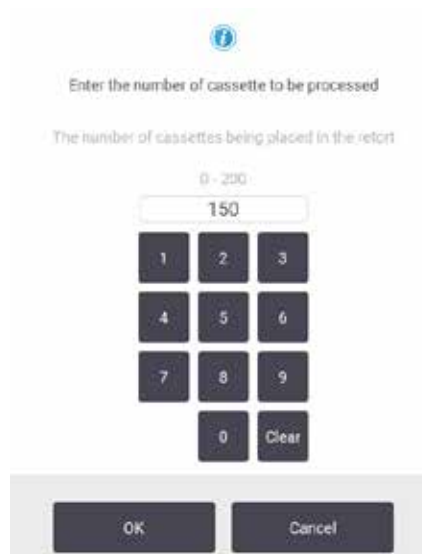 Enter the number of cassette to be processed
The number of cassettes being placed in the retort
0 - 200
150
1 2 3
4 5 6
7 8 9
0 Clear
OK Cancel